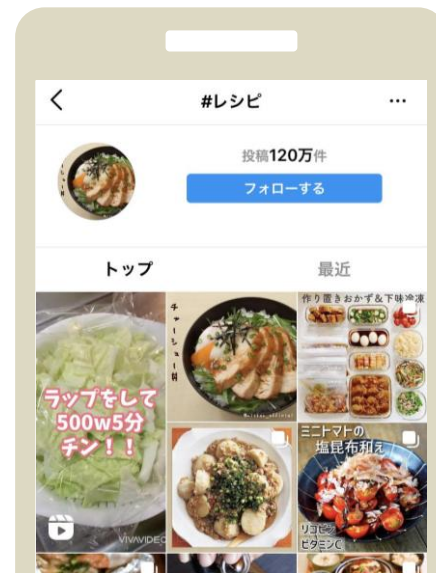 #レシピ
投稿120万件
フォローする
トップ
最近
ラップをして
500w5分
チン！！
VIVAVIDEO
チャーシュー丼
作り置きおかず&下味冷凍
ミニトマトの
塩昆布和え
リコピン
ビタミンC